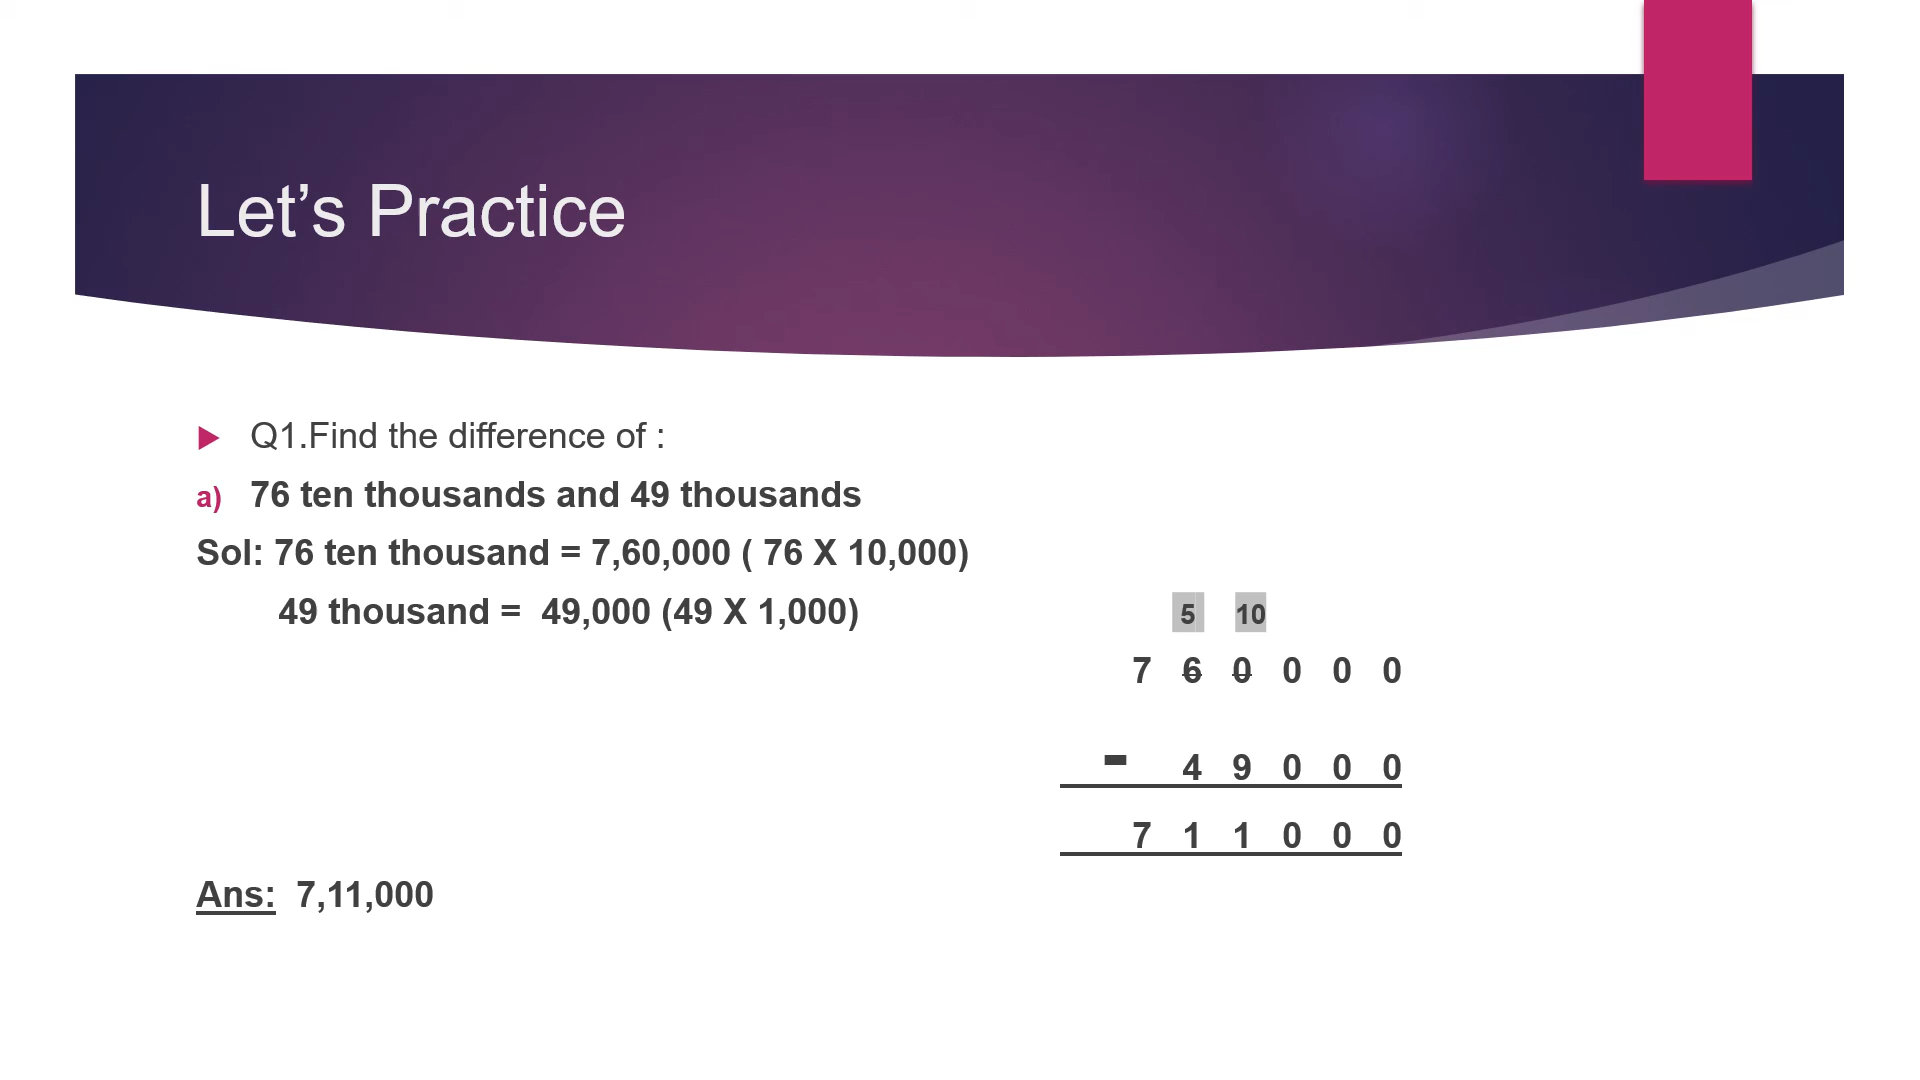 Let’s Practice
Q1.Find the difference of :
a) 76 ten thousands and 49 thousands
Sol: 76 ten thousand = 7,60,000 ( 76 X 10,000)
49 thousand = 49,000 (49 X 1,000)
5 10
7 6 0 0 0 0
- 4 9 0 0 0
7 1 1 0 0 0
Ans: 7,11,000